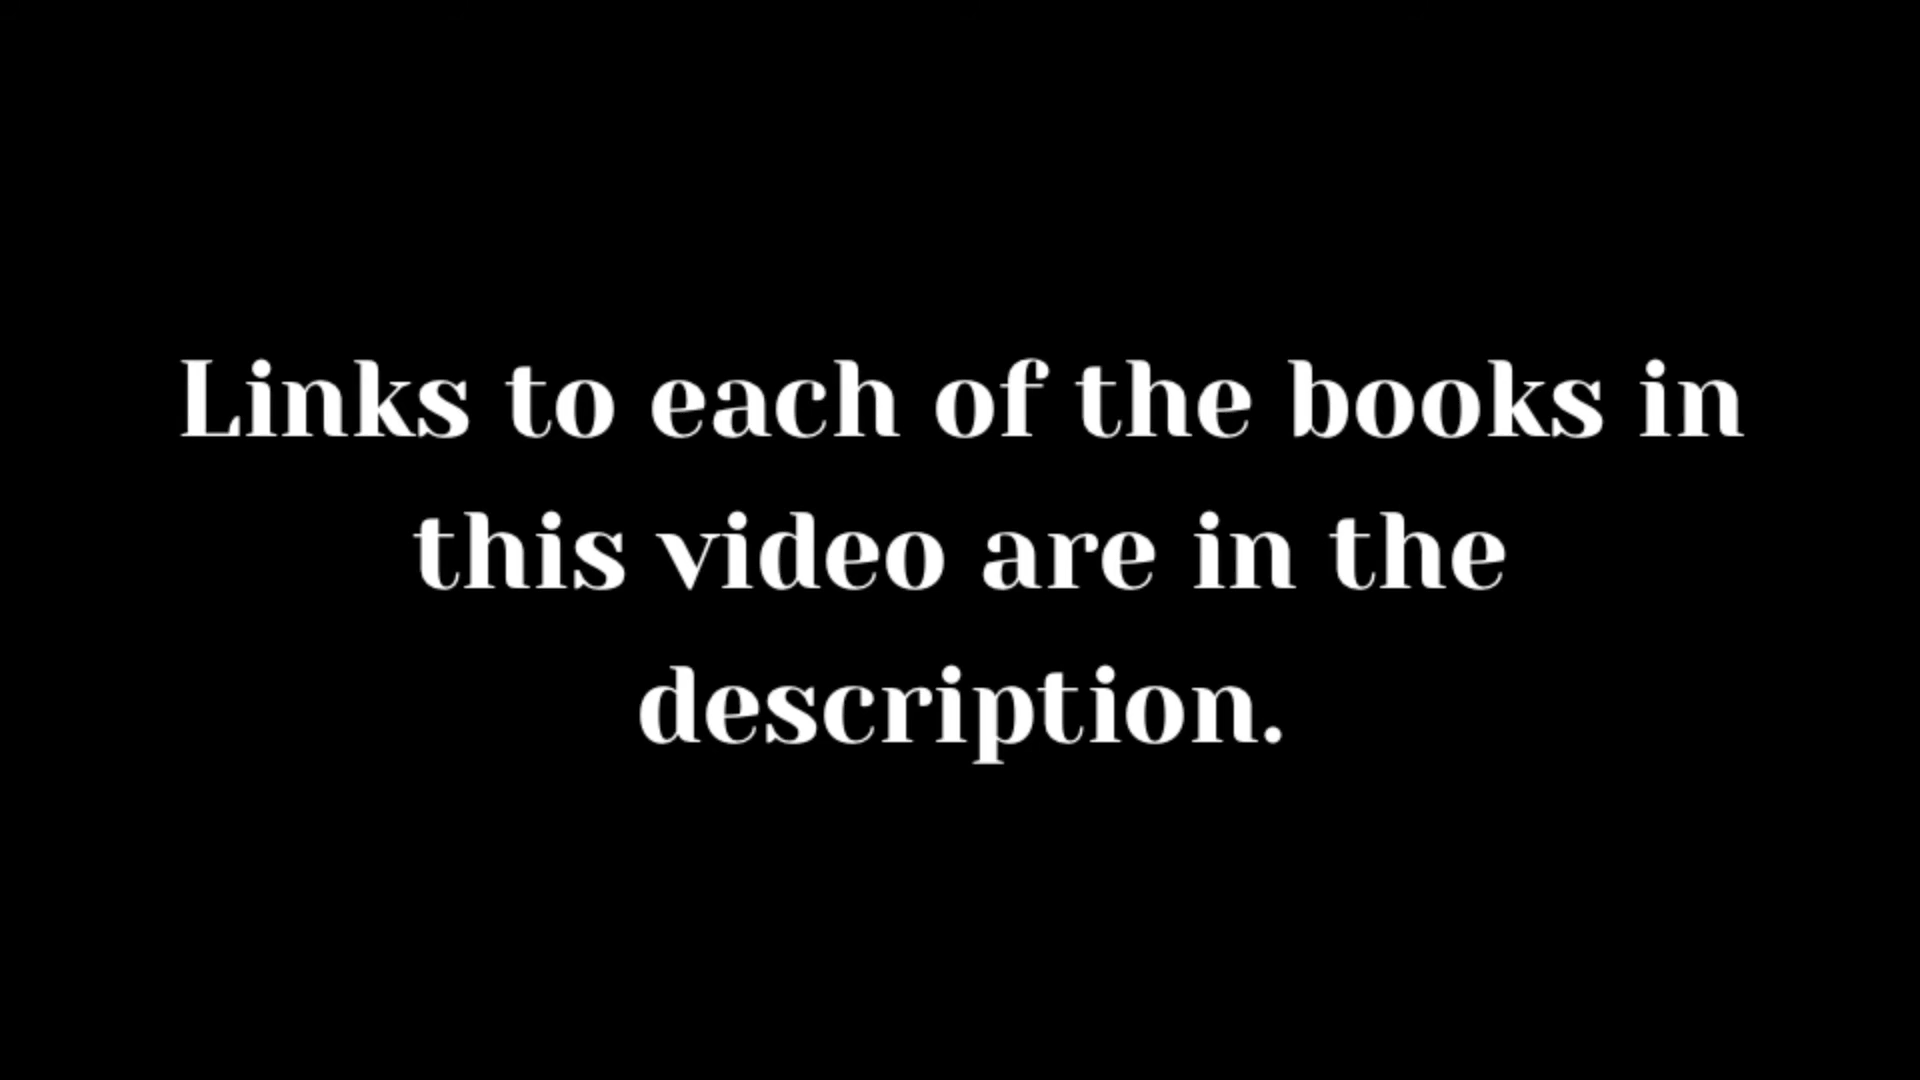 Links to each of the books in
this video are in the
description.